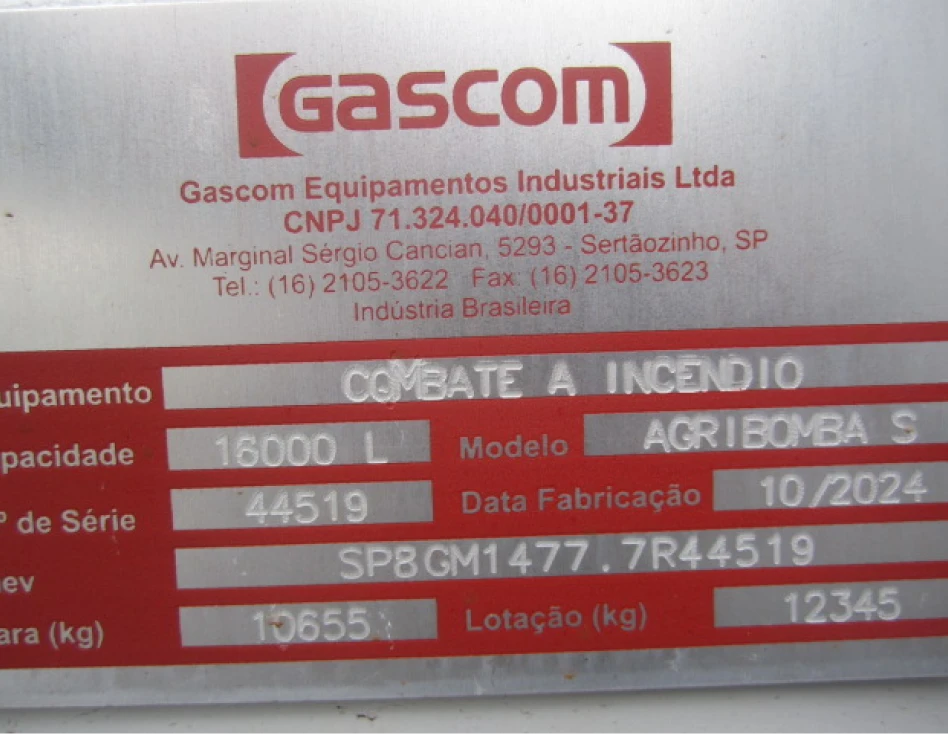 Gascom
Gascom Equipamentos Industriais Ltda
CNPJ 71.324.040/0001-37
Av. Marginal Sérgio Cancian, 5293 - Sertãozinho, SP
Tel.: (16) 2105-3622 Fax: (16) 2105-3623
Indústria Brasileira
uipamento COMBATE A INCENDIO
pacidade 16000 L Modelo AGRIBOMBA S
º de Série 44519 Data Fabricação 10/2024
ev SP8GM1477.7R44519
ara (kg) 10655 Lotação (kg) 12345